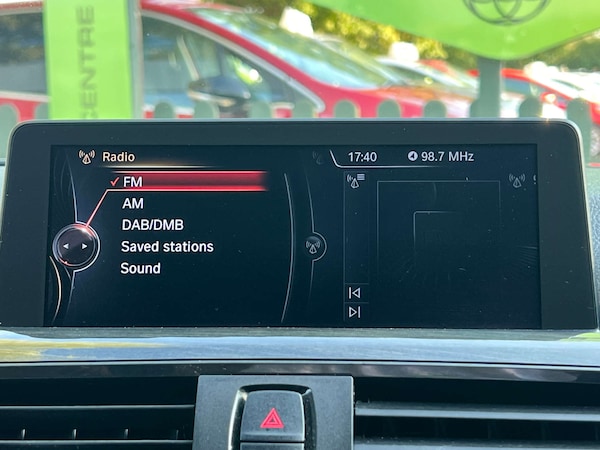 CENTRE
Radio
17:40 98.7 MHz
✓ FM
AM
DAB/DMB
Saved stations
Sound